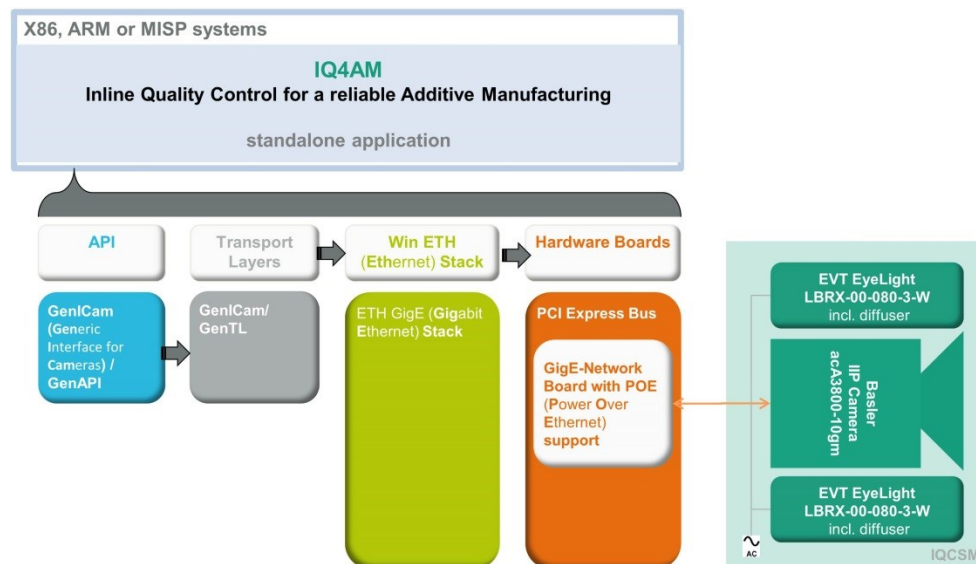 X86, ARM or MISP systems
IQ4AM
Inline Quality Control for a reliable Additive Manufacturing
standalone application
API
Transport
Layers
Win ETH
(Ethernet) Stack
Hardware Boards
GenICam
(Generic
Interface for
Cameras) /
GenAPI
GenICam/
GenTL
ETH GigE (Gigabit
Ethernet) Stack
PCI Express Bus
GigE-Network
Board with POE
(Power Over
Ethernet)
support
EVT EyeLight
LBRX-00-080-3-W
incl. diffuser
Basler
IIP Camera
acA3800-10gm
EVT EyeLight
LBRX-00-080-3-W
incl. diffuser
AC
IQCSM